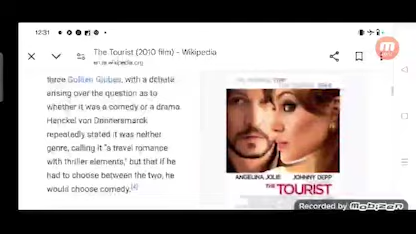 12:31
The Tourist (2010 film) - Wikipedia
en.m.wikipedia.org
three Golden Globes, with a debate
arising over the question as to
whether it was a comedy or a drama
Henckel von Donnersmarck
repeatedly stated it was neither
genre, calling it "a travel romance
with thriller elements," but that if he
had to choose between the two, he
would choose comedy.[4]
ANGELINA JOLIE JOHNNY DEPP
THE TOURIST
Recorded by mobizen